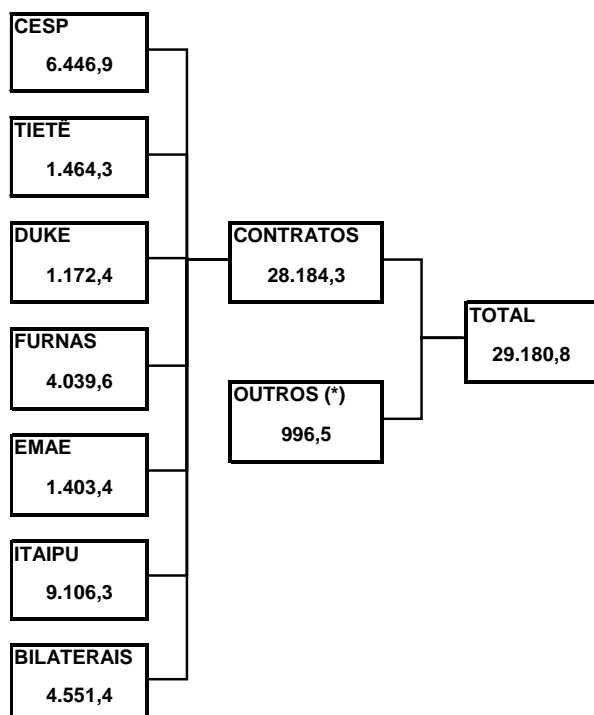 CESP
6.446,9
TIETÊ
1.464,3
DUKE
1.172,4
FURNAS
4.039,6
EMAE
1.403,4
ITAIPU
9.106,3
BILATERAIS
4.551,4
CONTRATOS
28.184,3
OUTROS (*)
996,5
TOTAL
29.180,8